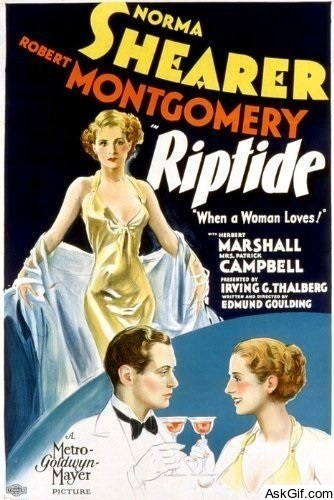 NORMA
SHEARER
ROBERT
MONTGOMERY
IN
Riptide
"When a Woman Loves!"
WITH HERBERT
MARSHALL
MRS. PATRICK
CAMPBELL
PRESENTED BY
IRVING G. THALBERG
WRITTEN AND DIRECTED BY
EDMUND GOULDING
A
Metro-
Goldwyn-
Mayer
PICTURE
AskGif.com